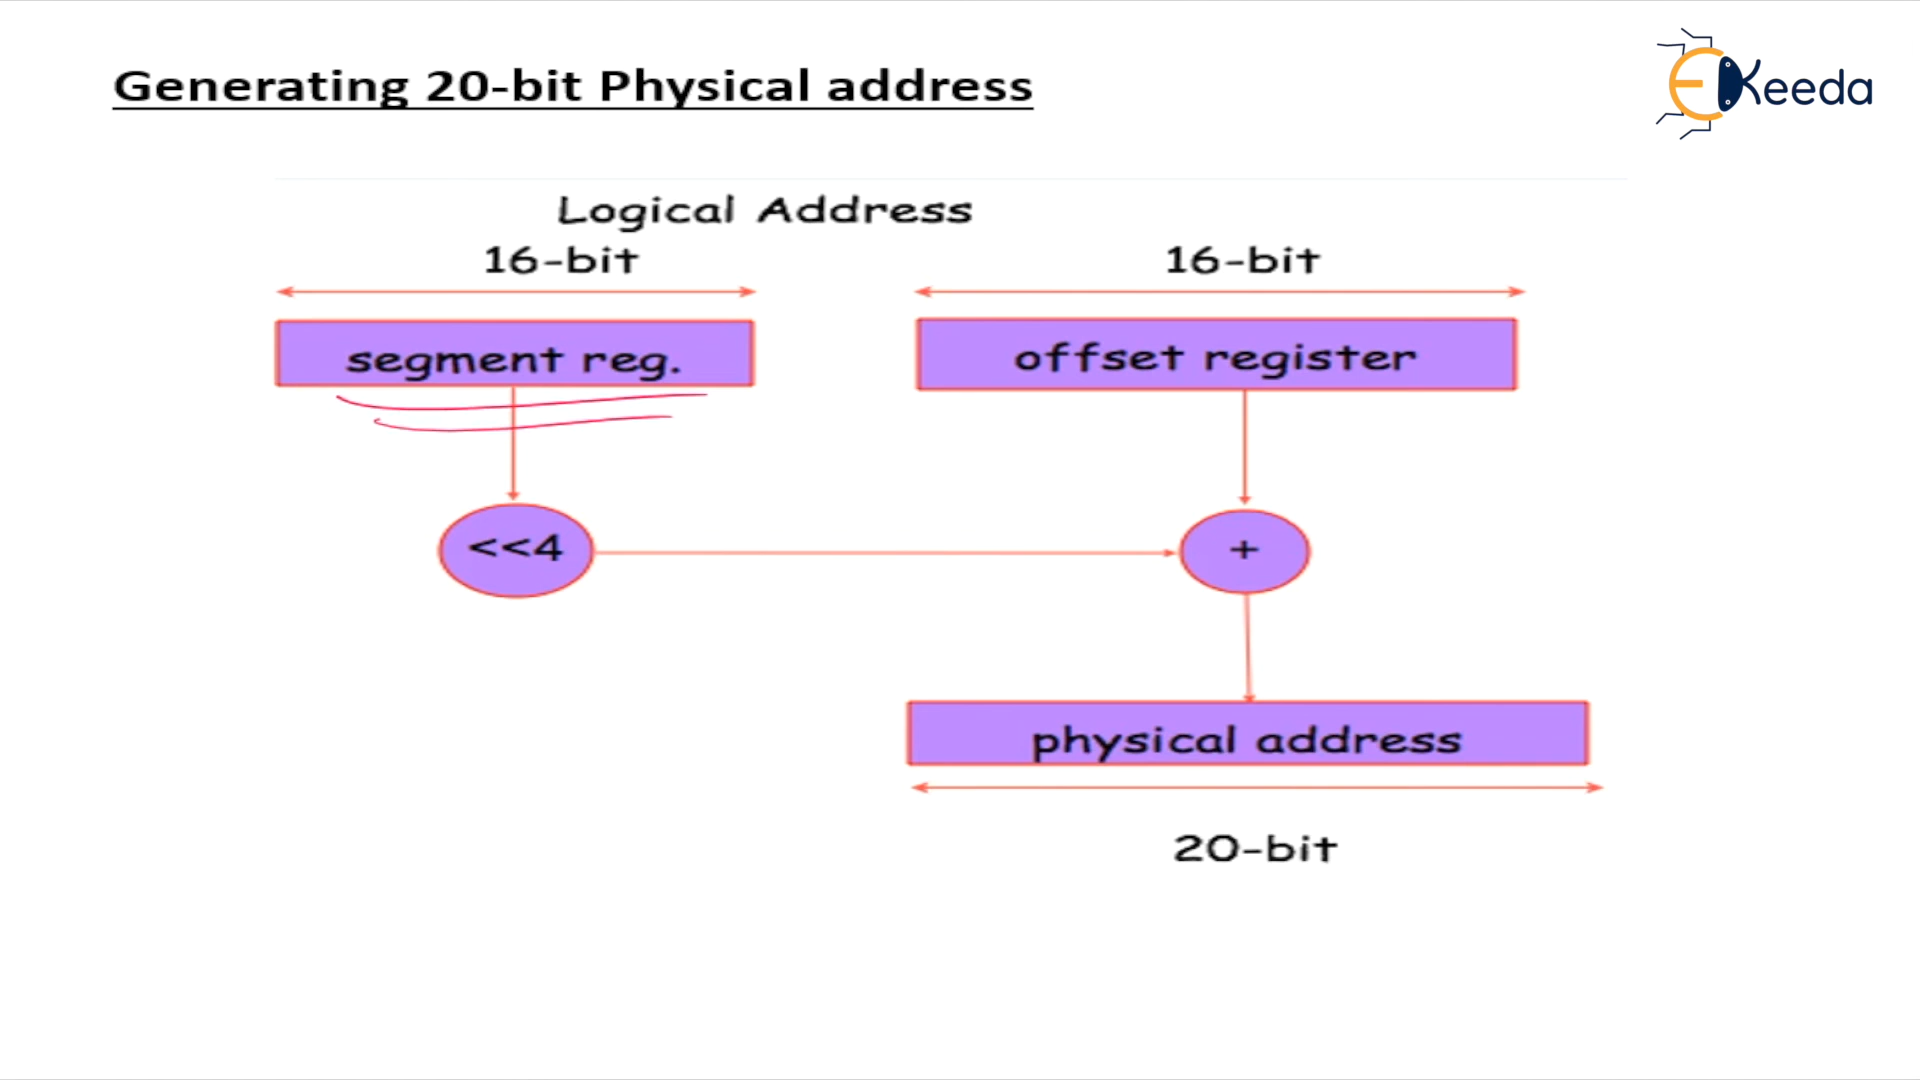 Generating 20-bit Physical address
EKeeda
Logical Address
16-bit
16-bit
segment reg.
offset register
<<4
+
physical address
20-bit